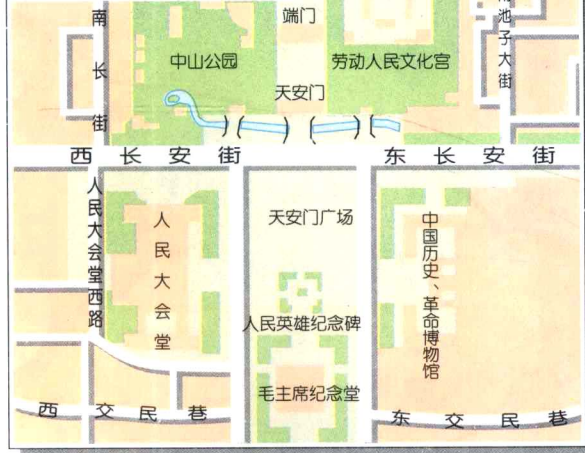 端门
南长街
中山公园
劳动人民文化宫
池子大街
天安门
西长安街
东长安街
人民大会堂西路
人民大会堂
天安门广场
中国历史、革命博物馆
人民英雄纪念碑
毛主席纪念堂
西交民巷
东交民巷